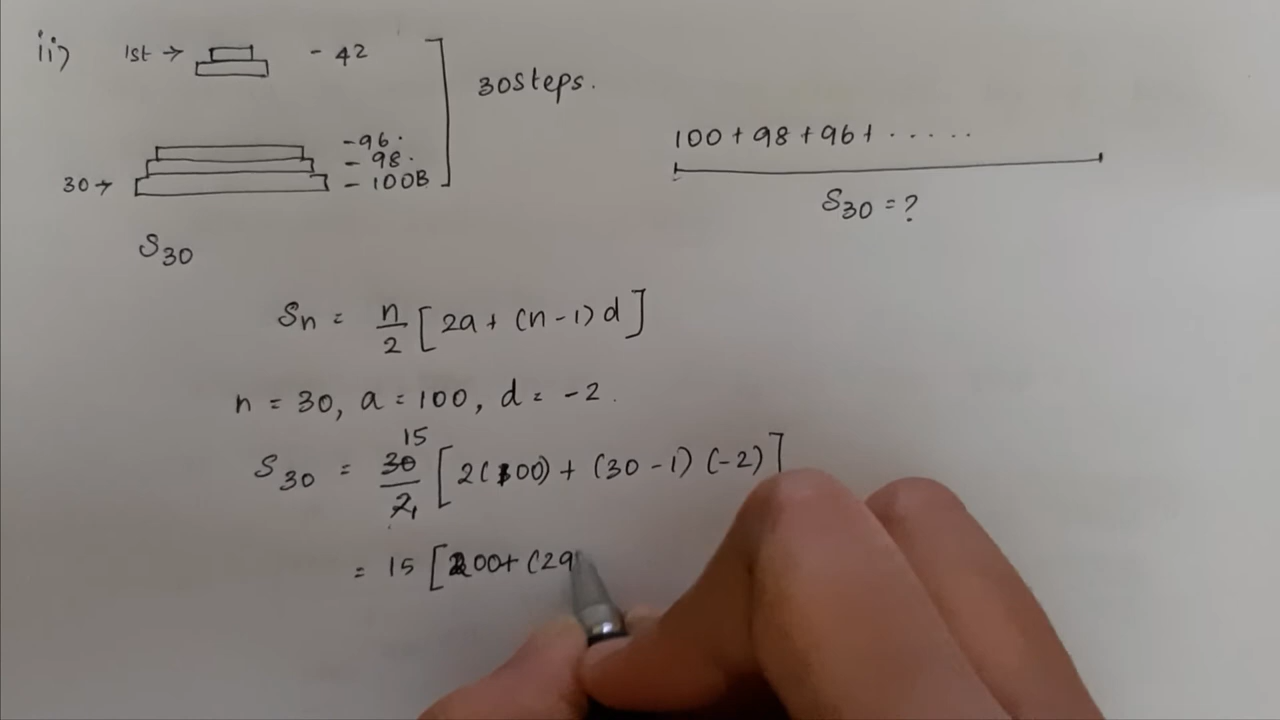 ii)
1st → - 42
30 steps.
- 96.
- 98.
30 → - 100B
100 + 98 + 96 + . . . . .
S30 = ?
S30
Sn = n/2 [2a + (n - 1) d]
n = 30, a = 100, d = -2.
15
S30 = 30/2 1 [2(100) + (30 - 1) (-2)]
= 15 [200 + (29